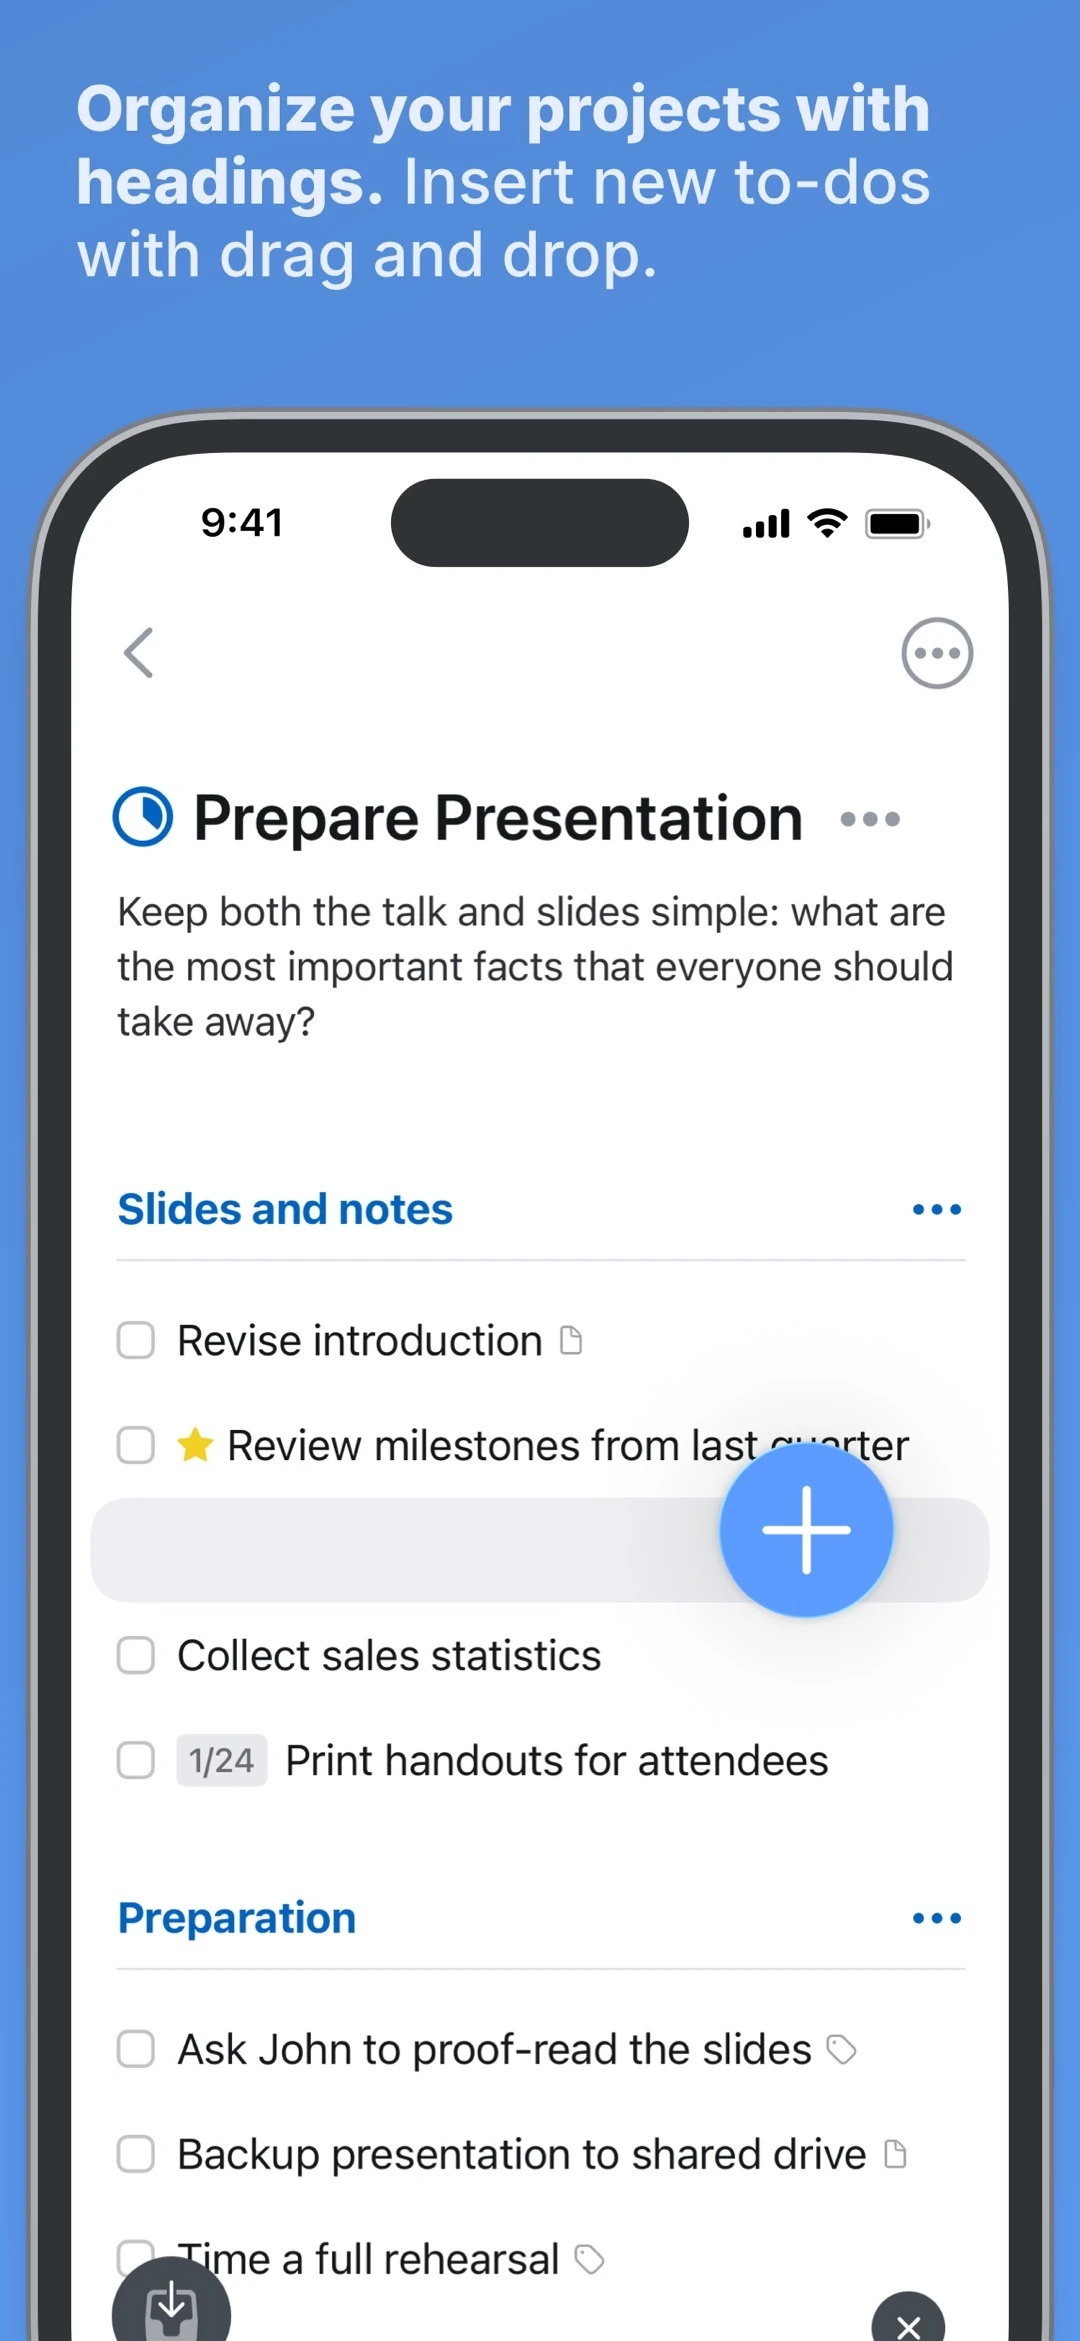 Organize your projects with
headings. Insert new to-dos
with drag and drop.
9:41
Prepare Presentation
Keep both the talk and slides simple: what are
the most important facts that everyone should
take away?
Slides and notes
Revise introduction
Review milestones from last quarter
Collect sales statistics
1/24 Print handouts for attendees
Preparation
Ask John to proof-read the slides
Backup presentation to shared drive
Time a full rehearsal